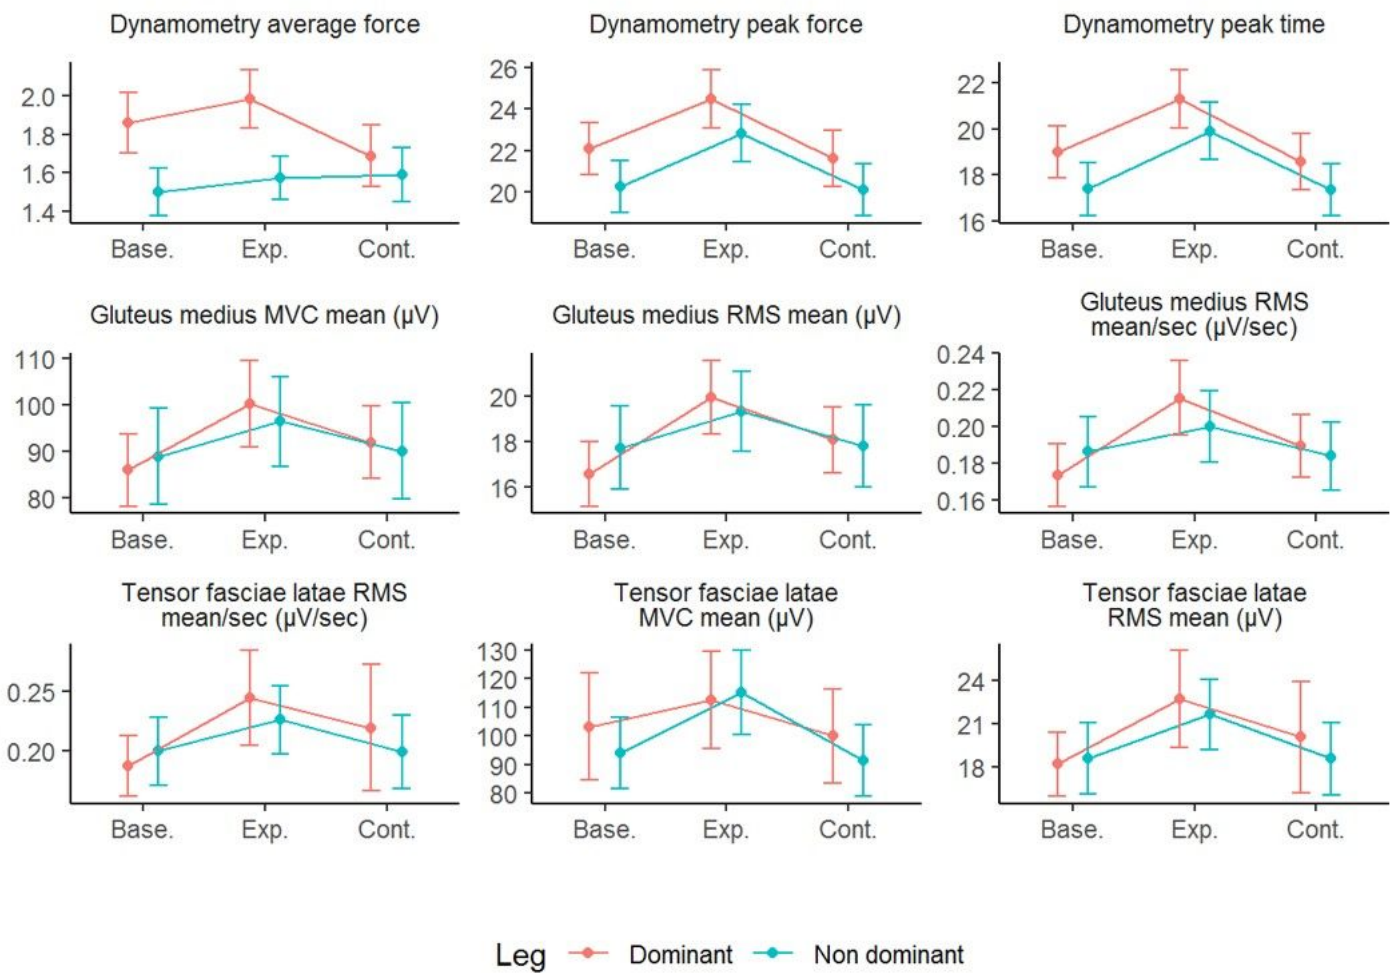 Dynamometry average force
Dynamometry peak force
Dynamometry peak time
2.0
1.8
1.6
1.4
Base.
Exp.
Cont.
26
24
22
20
Base.
Exp.
Cont.
22
20
18
16
Base.
Exp.
Cont.
Gluteus medius MVC mean (µV)
Gluteus medius RMS mean (µV)
Gluteus medius RMS
mean/sec (µV/sec)
110
100
90
80
Base.
Exp.
Cont.
20
18
16
Base.
Exp.
Cont.
0.24
0.22
0.20
0.18
0.16
Base.
Exp.
Cont.
Tensor fasciae latae RMS
mean/sec (µV/sec)
Tensor fasciae latae
MVC mean (µV)
Tensor fasciae latae
RMS mean (µV)
0.25
0.20
Base.
Exp.
Cont.
130
120
110
100
90
80
Base.
Exp.
Cont.
24
21
18
Base.
Exp.
Cont.
Leg Dominant Non dominant